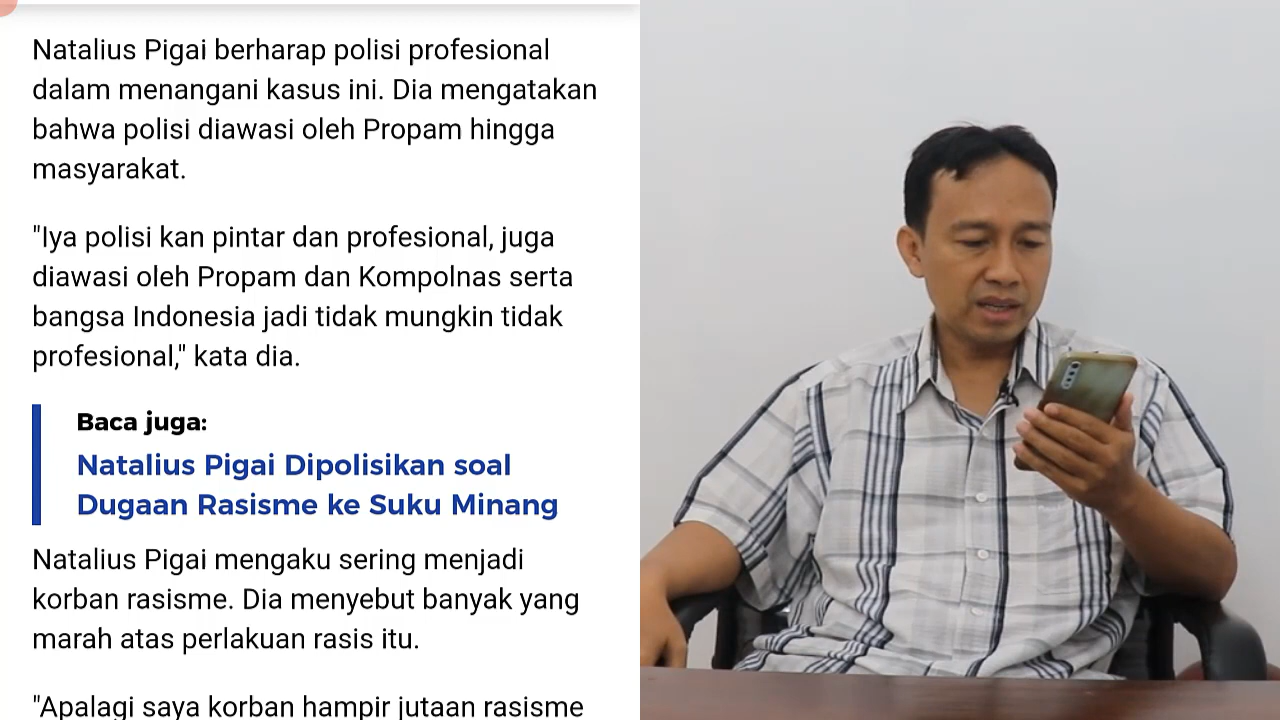 Natalius Pigai berharap polisi profesional
dalam menangani kasus ini. Dia mengatakan
bahwa polisi diawasi oleh Propam hingga
masyarakat.
"Iya polisi kan pintar dan profesional, juga
diawasi oleh Propam dan Kompolnas serta
bangsa Indonesia jadi tidak mungkin tidak
profesional," kata dia.
Baca juga:
Natalius Pigai Dipolisikan soal
Dugaan Rasisme ke Suku Minang
Natalius Pigai mengaku sering menjadi
korban rasisme. Dia menyebut banyak yang
marah atas perlakuan rasis itu.
"Apalagi saya korban hampir jutaan rasisme